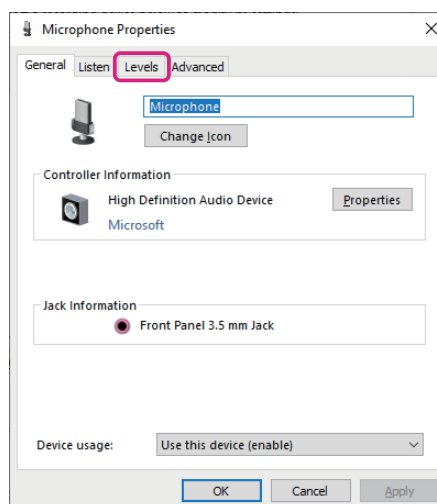 Microphone Properties
General Listen Levels Advanced
Microphone
Change Icon
Controller Information
High Definition Audio Device
Properties
Microsoft
Jack Information
Front Panel 3.5 mm Jack
Device usage: Use this device (enable)
OK Cancel Apply